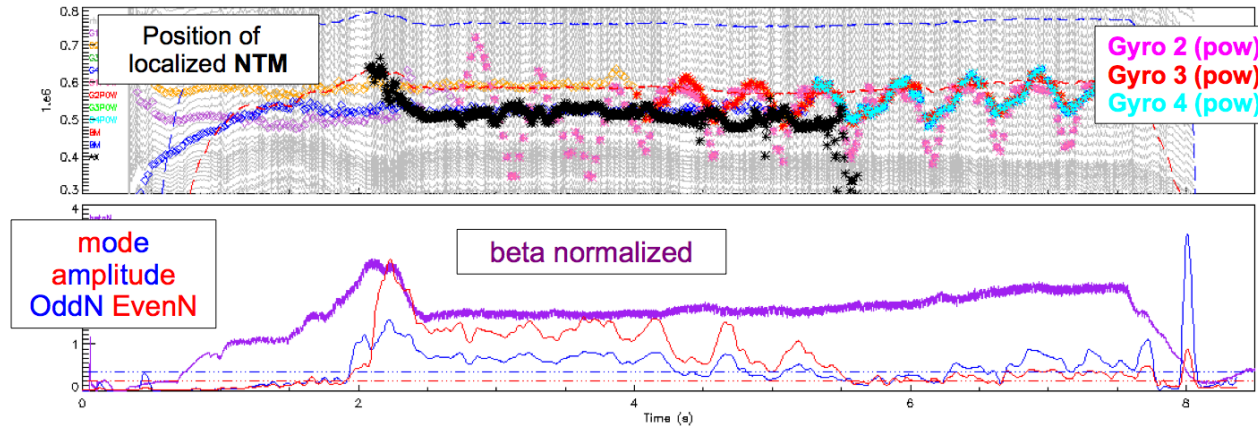 Position of
localized NTM
Gyro 2 (pow)
Gyro 3 (pow)
Gyro 4 (pow)
0.8
0.7
0.6
0.5
0.4
0.3
1.e6
G2POW
G3POW
4
mode
amplitude
OddN EvenN
beta normalized
1
0
0
2
4
6
8
Time (s)